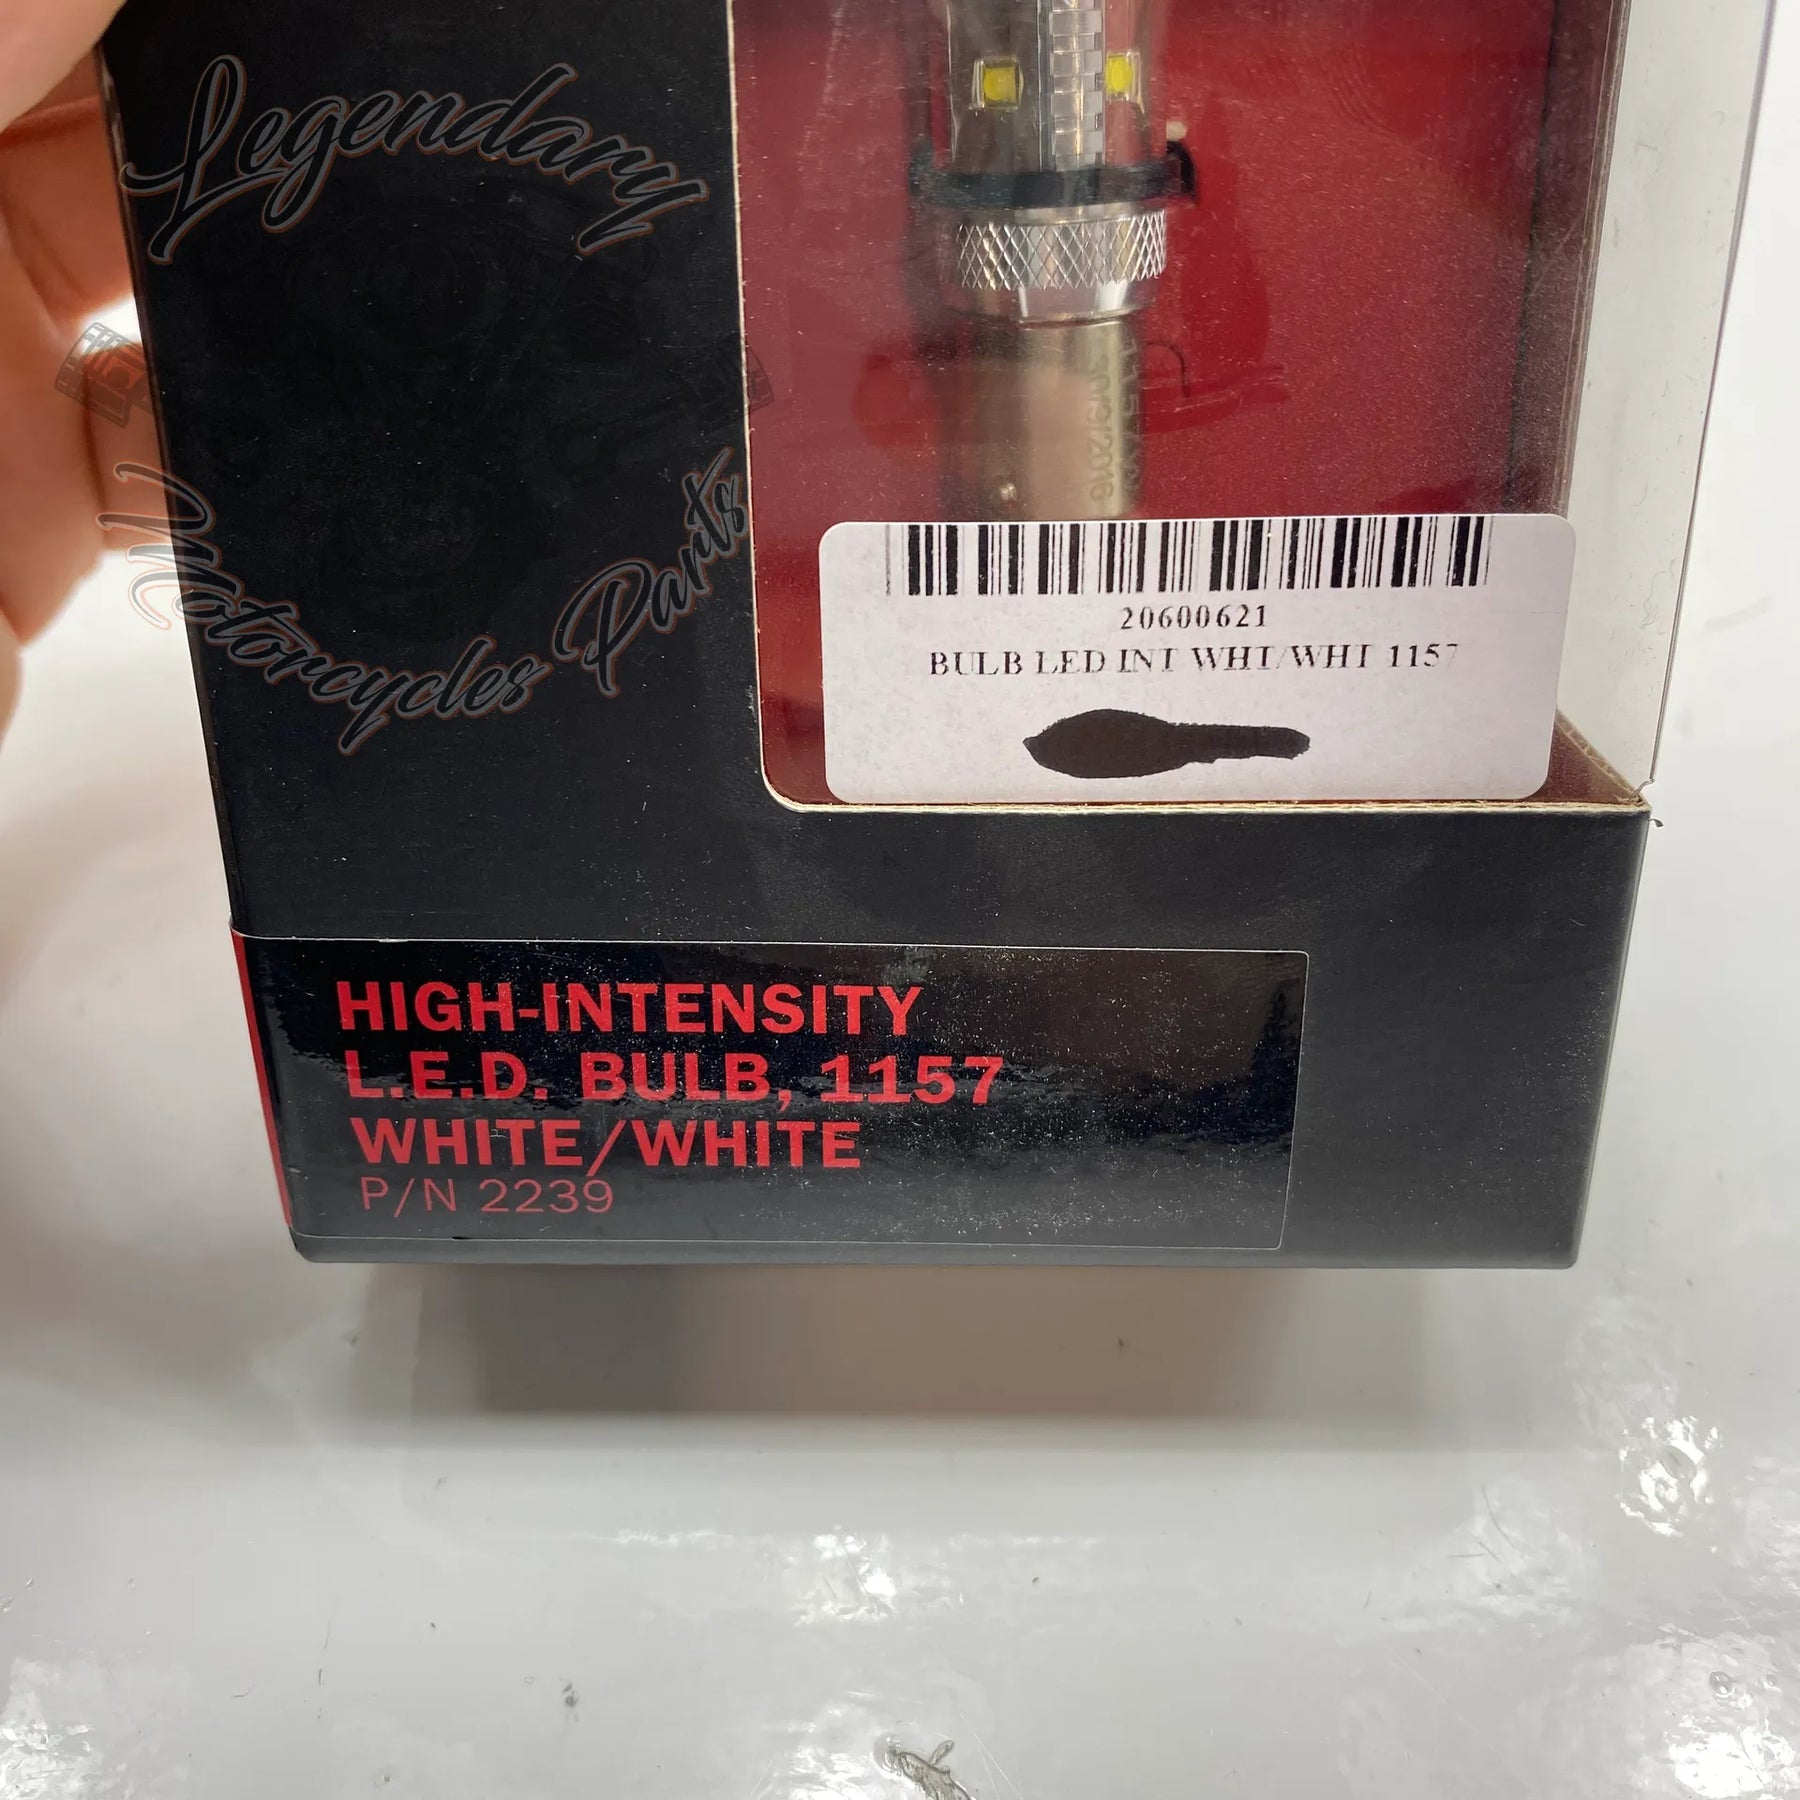 Legendary
Motorcycles Parts
20600621
BULB LED INT WHT/WHT 1157
HIGH-INTENSITY
L.E.D. BULB, 1157
WHITE/WHITE
P/N 2239